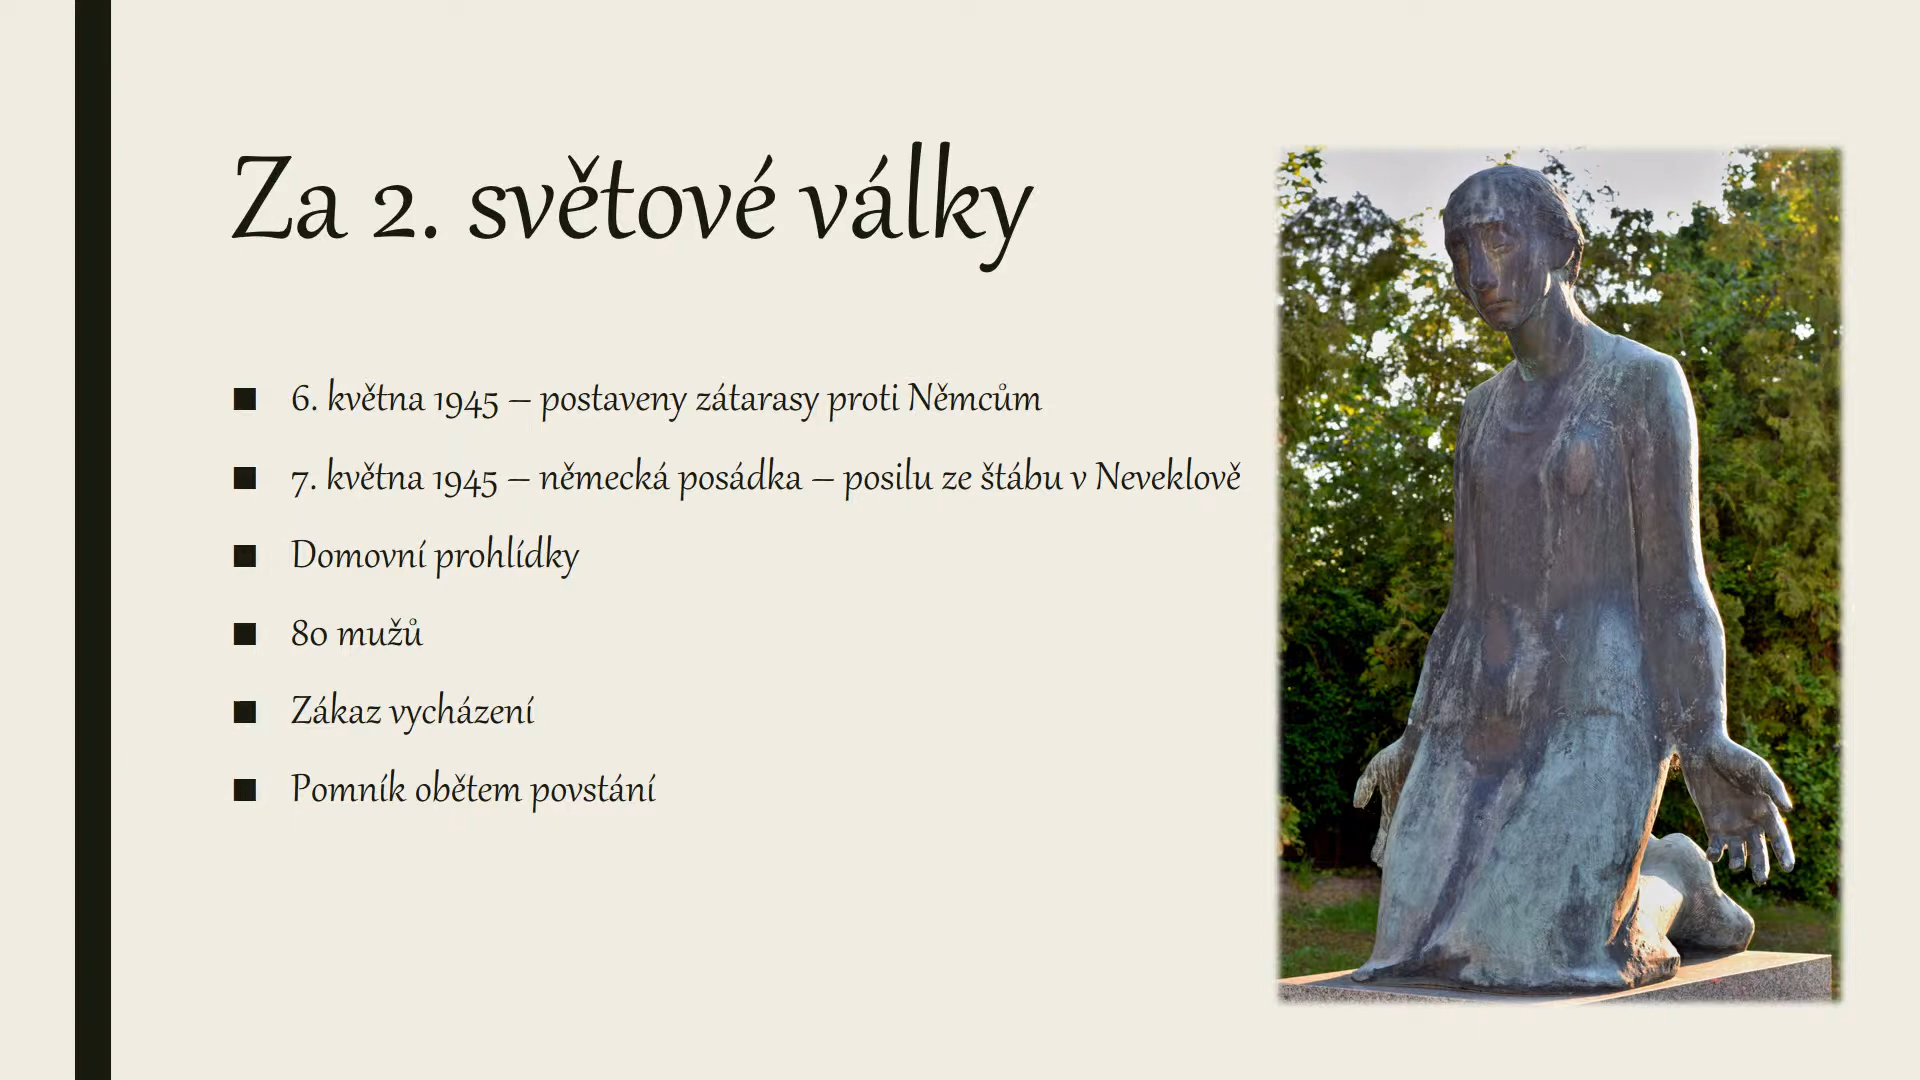 Za 2. světové války
■ 6. května 1945 – postaveny zátarasy proti Němcům
■ 7. května 1945 – německá posádka – posilu ze štábu v Neveklově
■ Domovní prohlídky
■ 80 mužů
■ Zákaz vycházení
■ Pomník obětem povstání